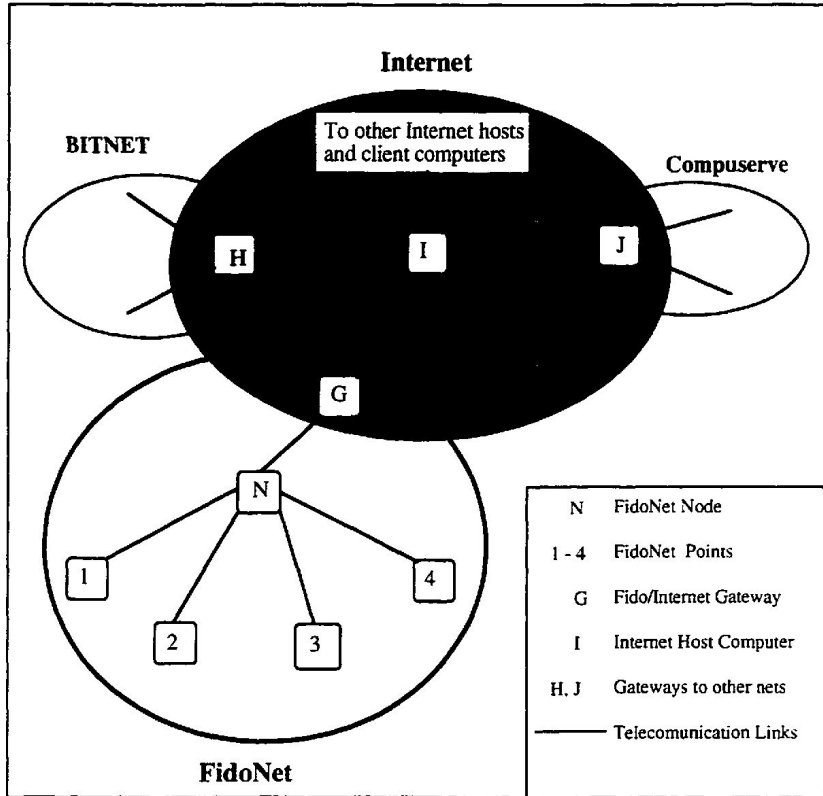 Internet
To other Internet hosts
and client computers
BITNET
Compuserve
H
I
J
G
N
1
2
3
4
N FidoNet Node
1 - 4 FidoNet Points
G Fido/Internet Gateway
I Internet Host Computer
H, J Gateways to other nets
Telecomunication Links
FidoNet